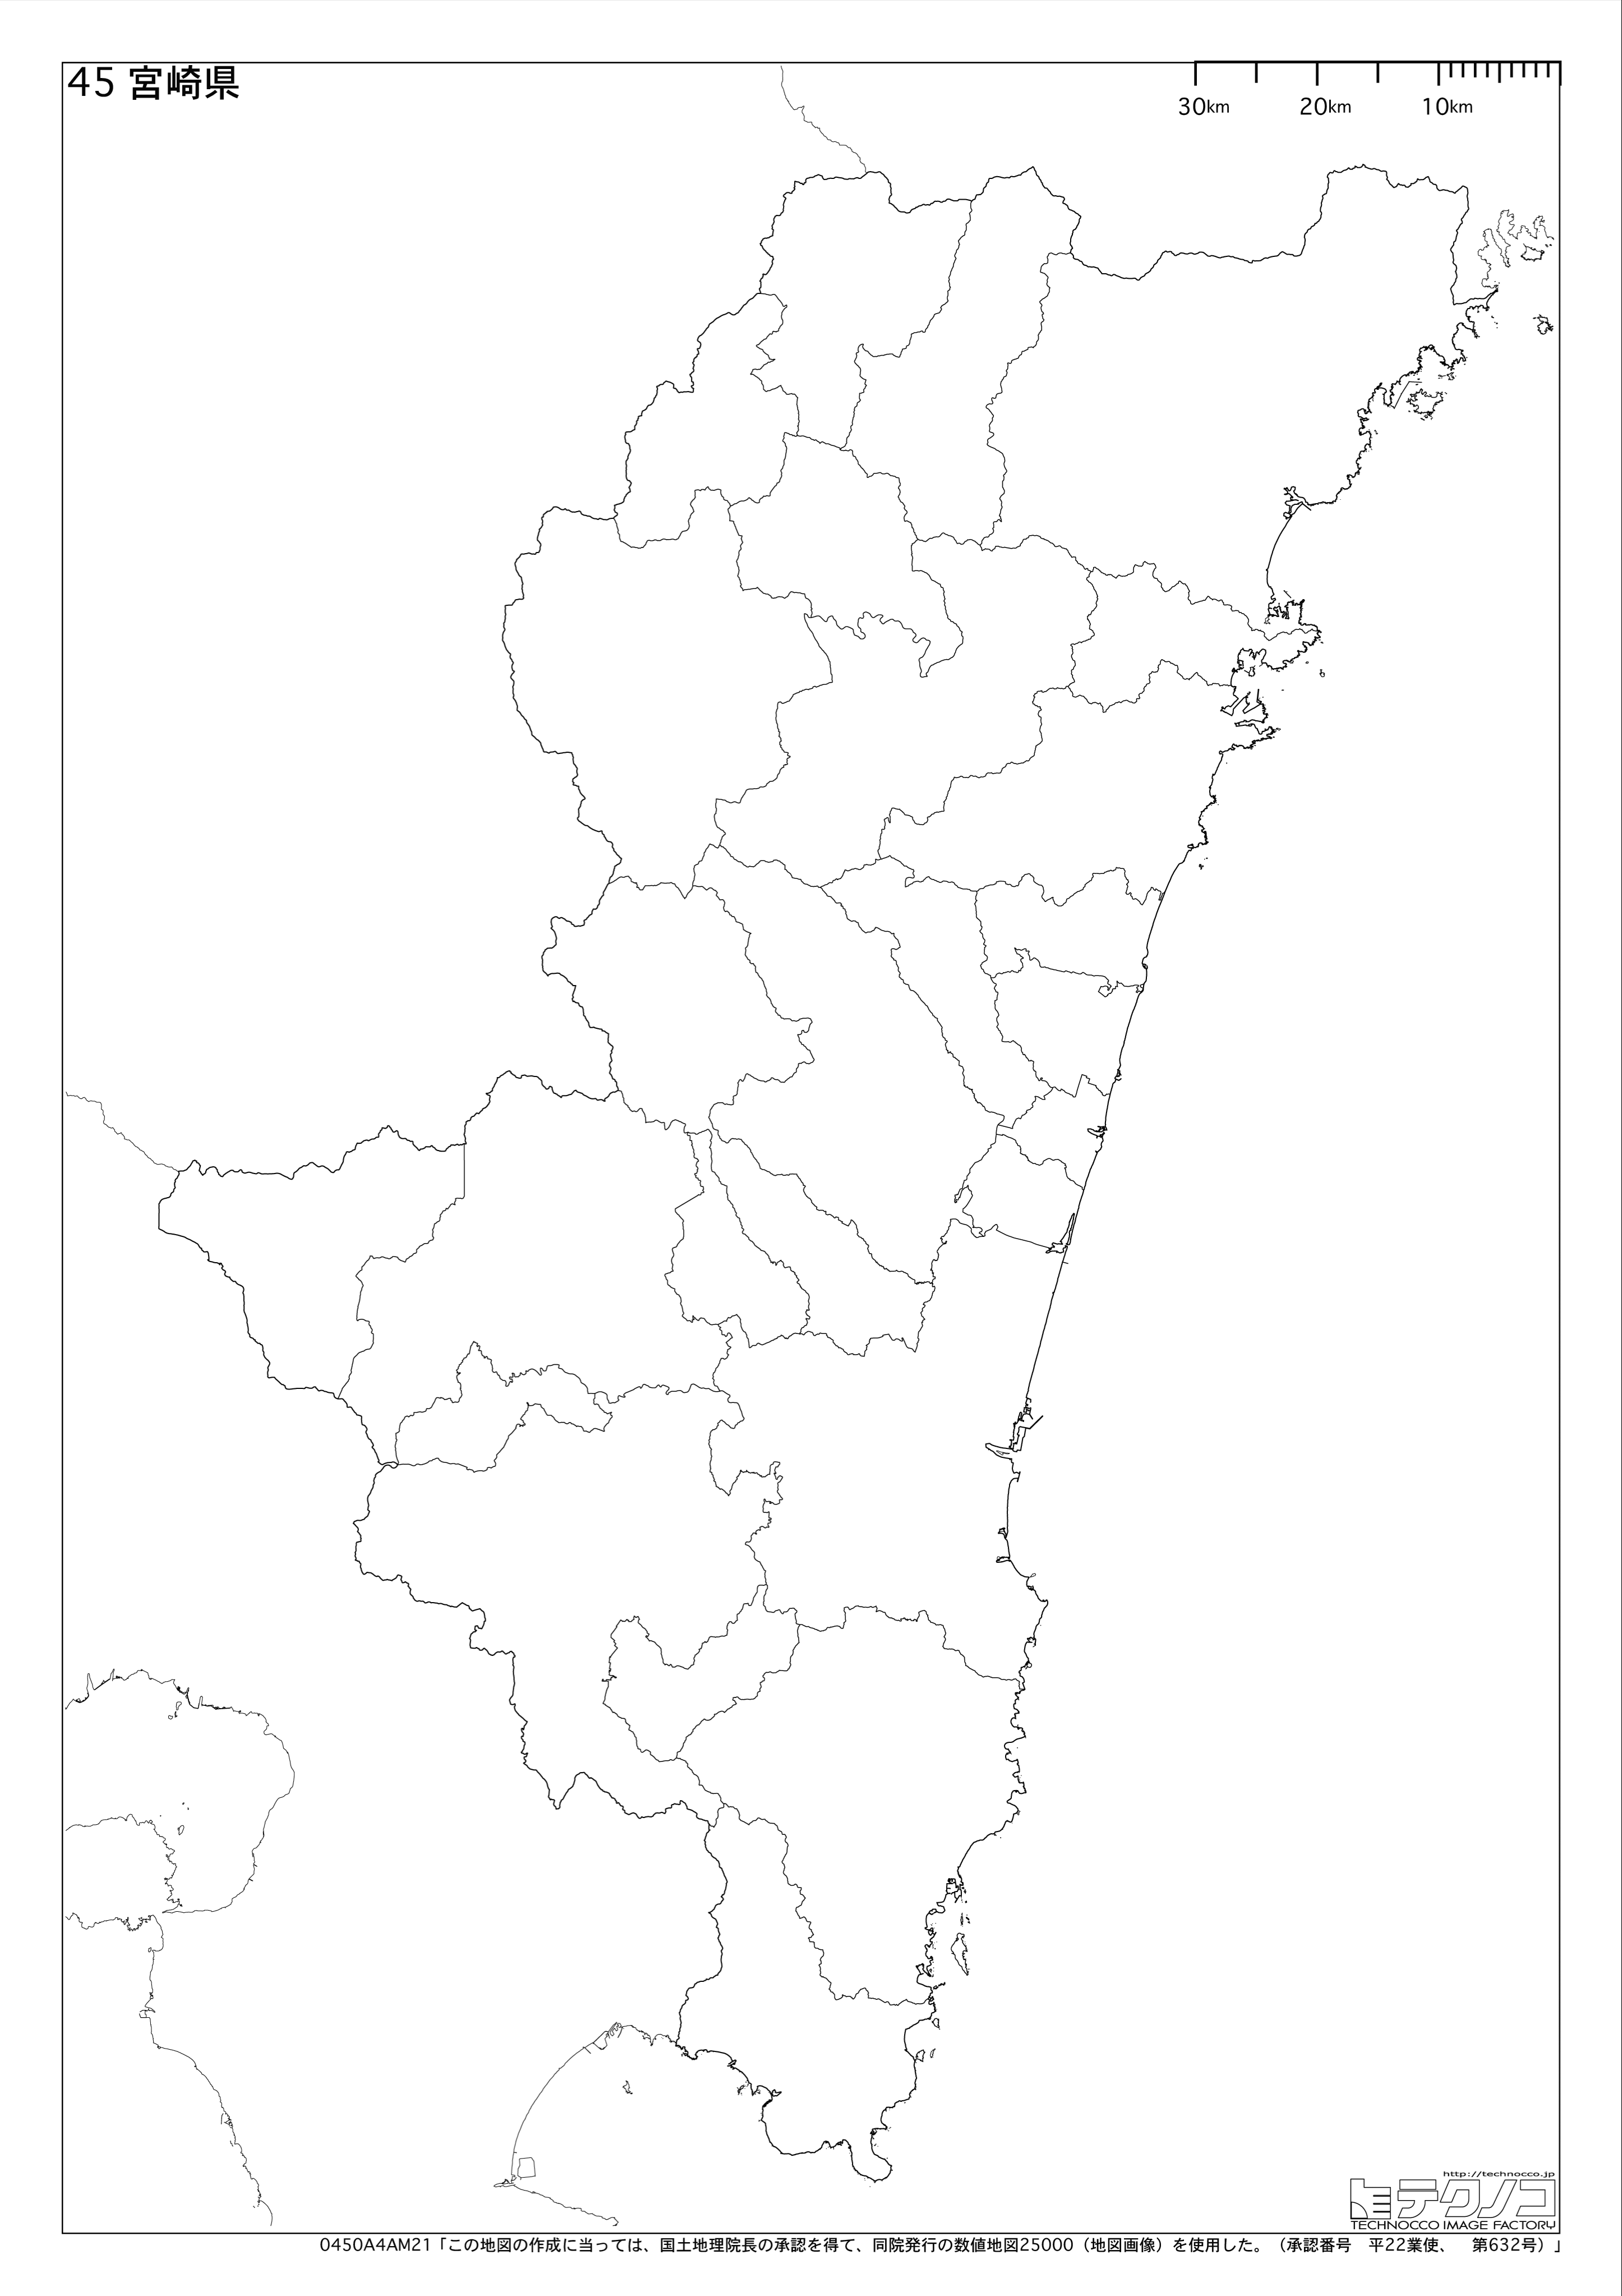 45 宮崎県
30km 20km 10km
http://technocco.jp
テクノコ
TECHNOCCO IMAGE FACTORY
0450A4AM21「この地図の作成に当っては、国土地理院長の承認を得て、同院発行の数値地図25000（地図画像）を使用した。（承認番号　平22業使、　第632号）」